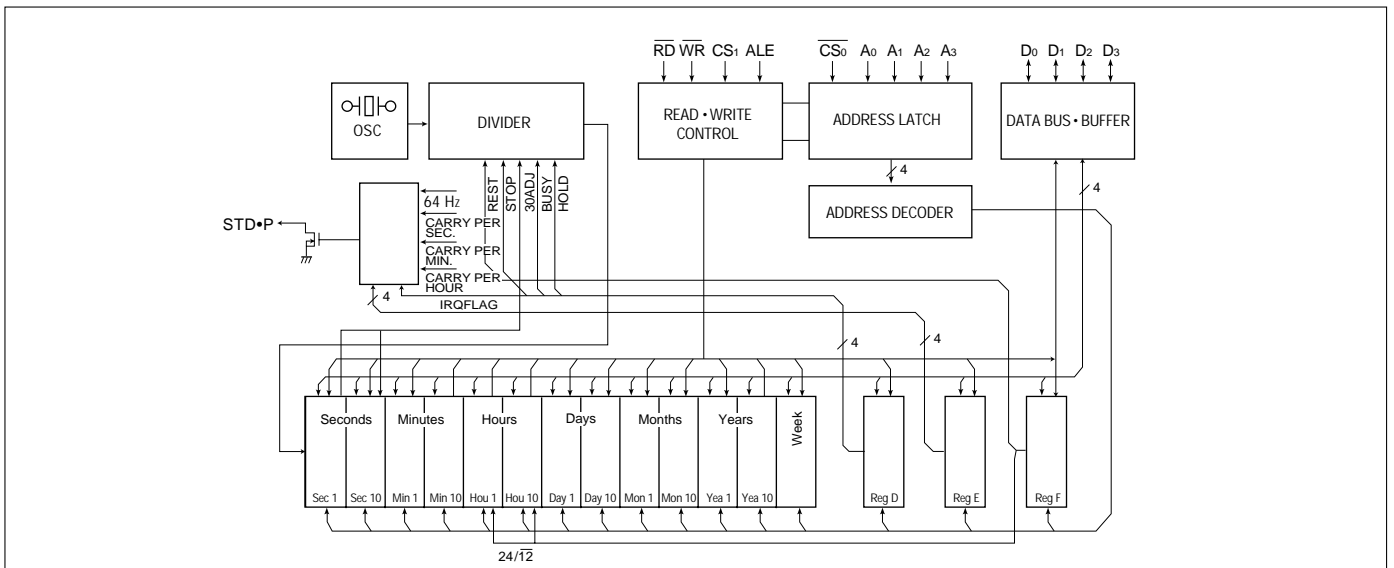 RD WR CS1 ALE
CS0 A0 A1 A2 A3
D0 D1 D2 D3
OSC
DIVIDER
READ • WRITE
CONTROL
ADDRESS LATCH
DATA BUS • BUFFER
4
4
ADDRESS DECODER
REST
STOP
30ADJ
BUSY
HOLD
64 Hz
CARRY PER
SEC.
CARRY PER
MIN.
CARRY PER
HOUR
STD•P
4
IRQFLAG
4
4
Seconds
Minutes
Hours
Days
Months
Years
Week
Sec 1
Sec 10
Min 1
Min 10
Hou 1
Hou 10
Day 1
Day 10
Mon 1
Mon 10
Yea 1
Yea 10
Reg D
Reg E
Reg F
24/12